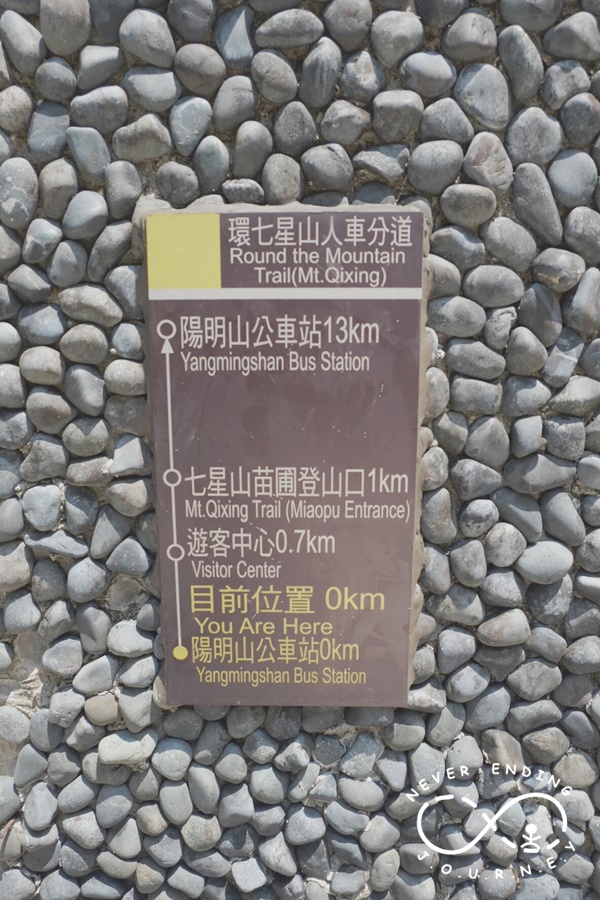 環七星山人車分道
Round the Mountain
Trail(Mt.Qixing)
陽明山公車站13km
Yangmingshan Bus Station
七星山苗圃登山口1km
Mt.Qixing Trail (Miaopu Entrance)
遊客中心0.7km
Visitor Center
目前位置 0km
You Are Here
陽明山公車站0km
Yangmingshan Bus Station
NEVER ENDING
J.O.U.R.N.E.Y